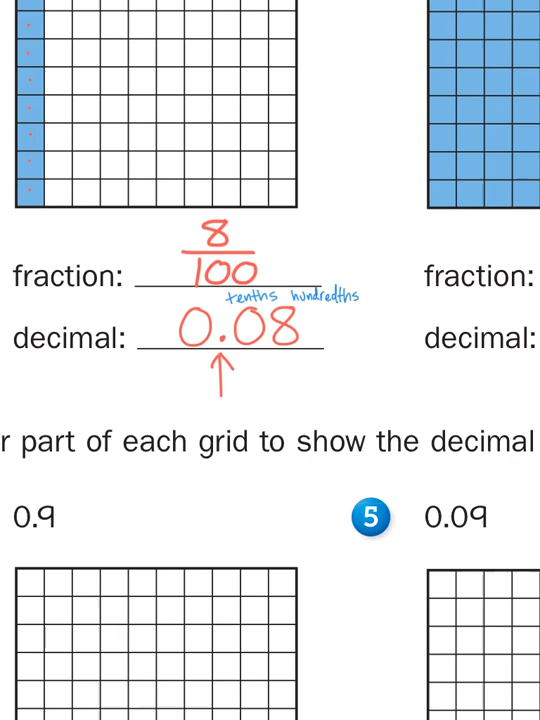 8
fraction: 100 fraction:
tenths hundredths
decimal: 0.08 decimal:
r part of each grid to show the decimal
0.9 5 0.09